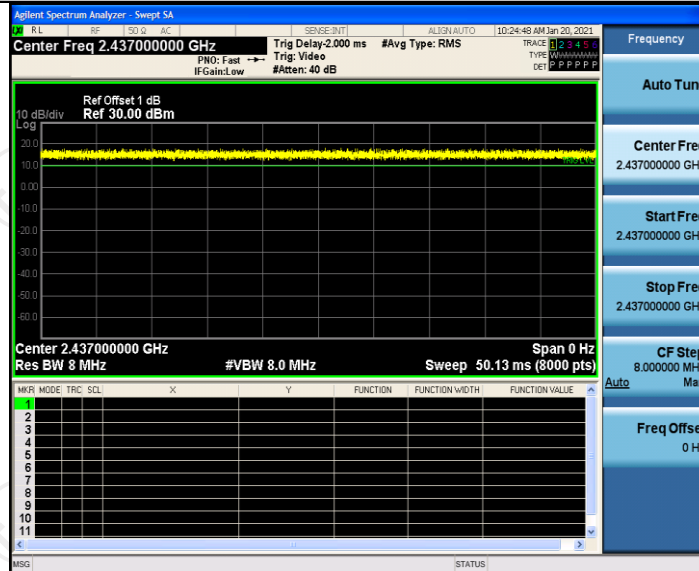 Agilent Spectrum Analyzer - Swept SA
RL RF 50 Ω AC SENSE:INT ALIGN AUTO 10:24:48 AM Jan 20, 2021
Center Freq 2.437000000 GHz
PNO: Fast
IFGain:Low
Trig Delay-2.000 ms
Trig: Video
#Atten: 40 dB
#Avg Type: RMS
TRACE 1 2 3 4 5 6
TYPE WWWWWW
DET P P P P P P
Ref Offset 1 dB
10 dB/div Ref 30.00 dBm
Log
20.0
10.0
0.00
-10.0
-20.0
-30.0
-40.0
-50.0
-60.0
Center 2.437000000 GHz Span 0 Hz
Res BW 8 MHz #VBW 8.0 MHz Sweep 50.13 ms (8000 pts)
MKR MODE TRC SCL X Y FUNCTION FUNCTION WIDTH FUNCTION VALUE
1
2
3
4
5
6
7
8
9
10
11
MSG STATUS
Frequency
Auto Tun
Center Fre
2.437000000 GH
Start Fre
2.437000000 GH
Stop Fre
2.437000000 GH
CF Step
8.000000 MH
Auto Ma
Freq Offse
0 H